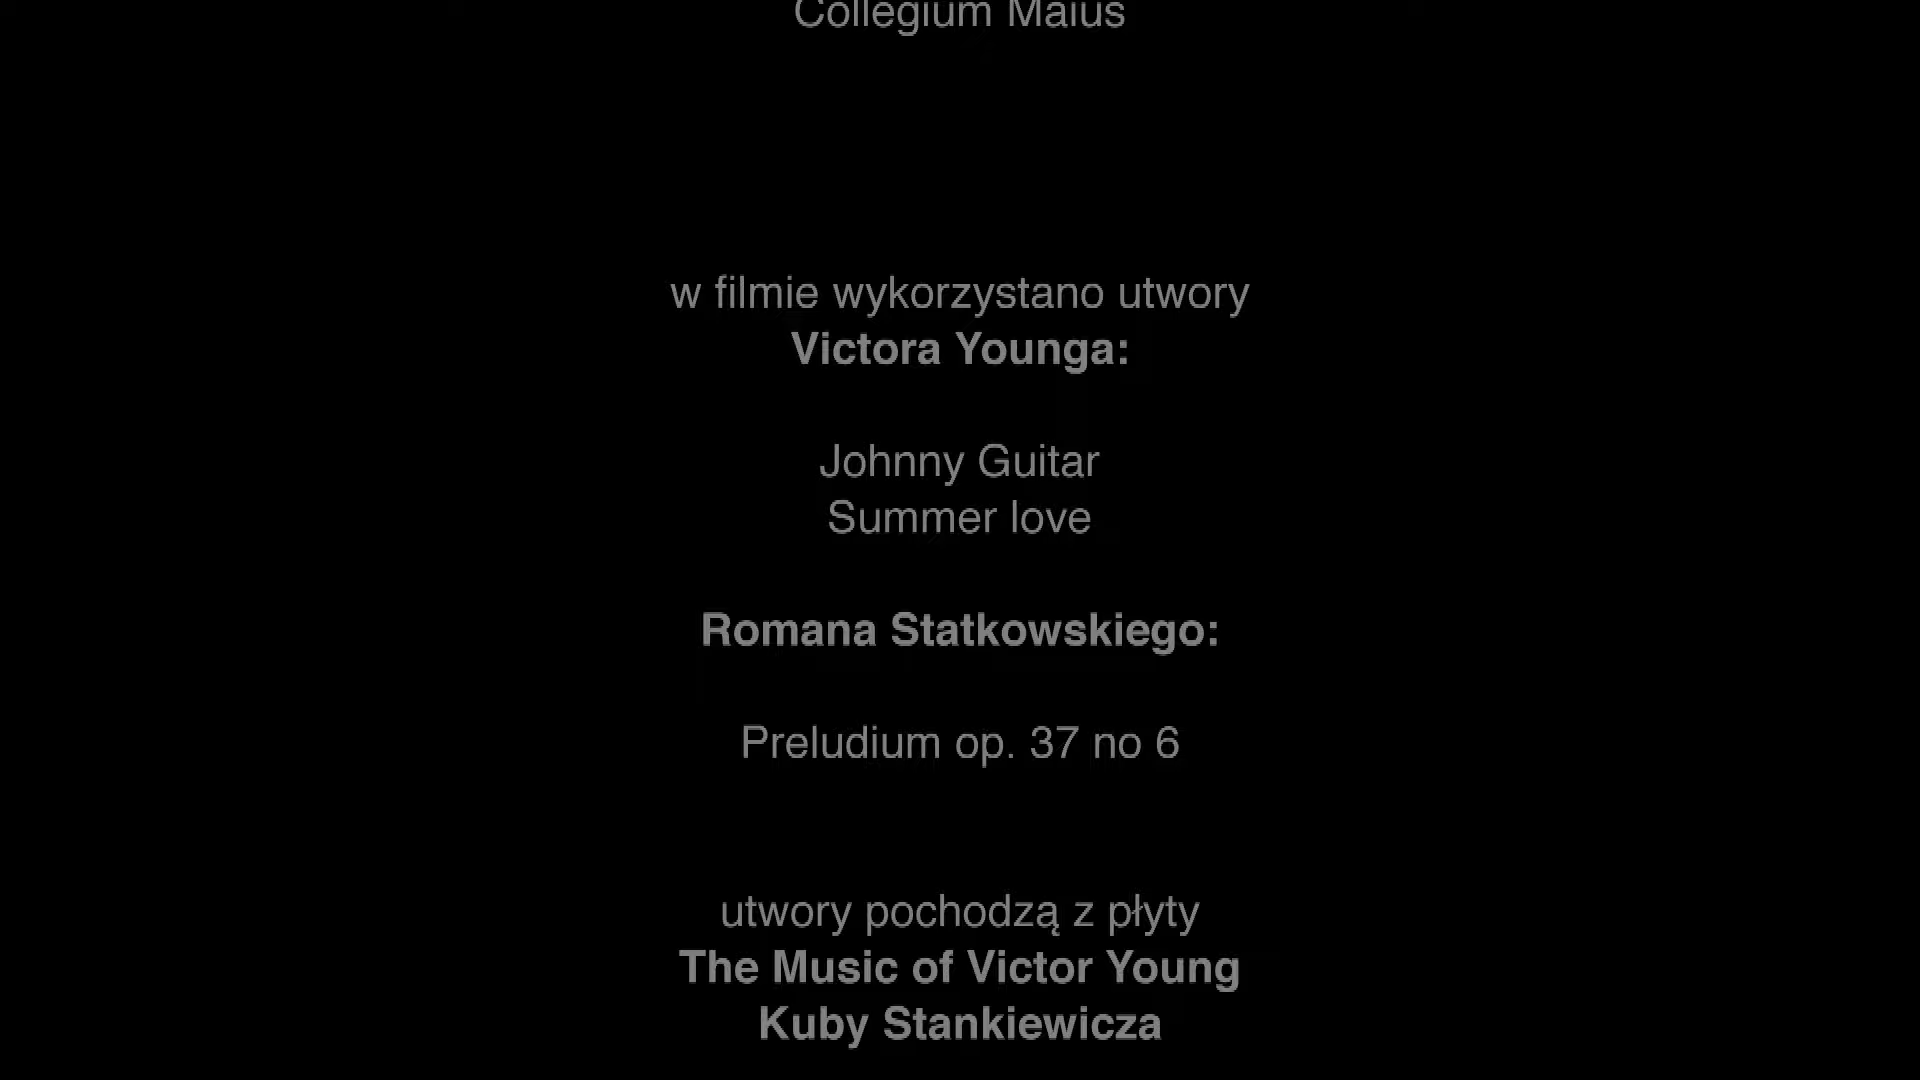 Collegium Maius
w filmie wykorzystano utwory
Victora Younga:
Johnny Guitar
Summer love
Romana Statkowskiego:
Preludium op. 37 no 6
utwory pochodzą z płyty
The Music of Victor Young
Kuby Stankiewicza